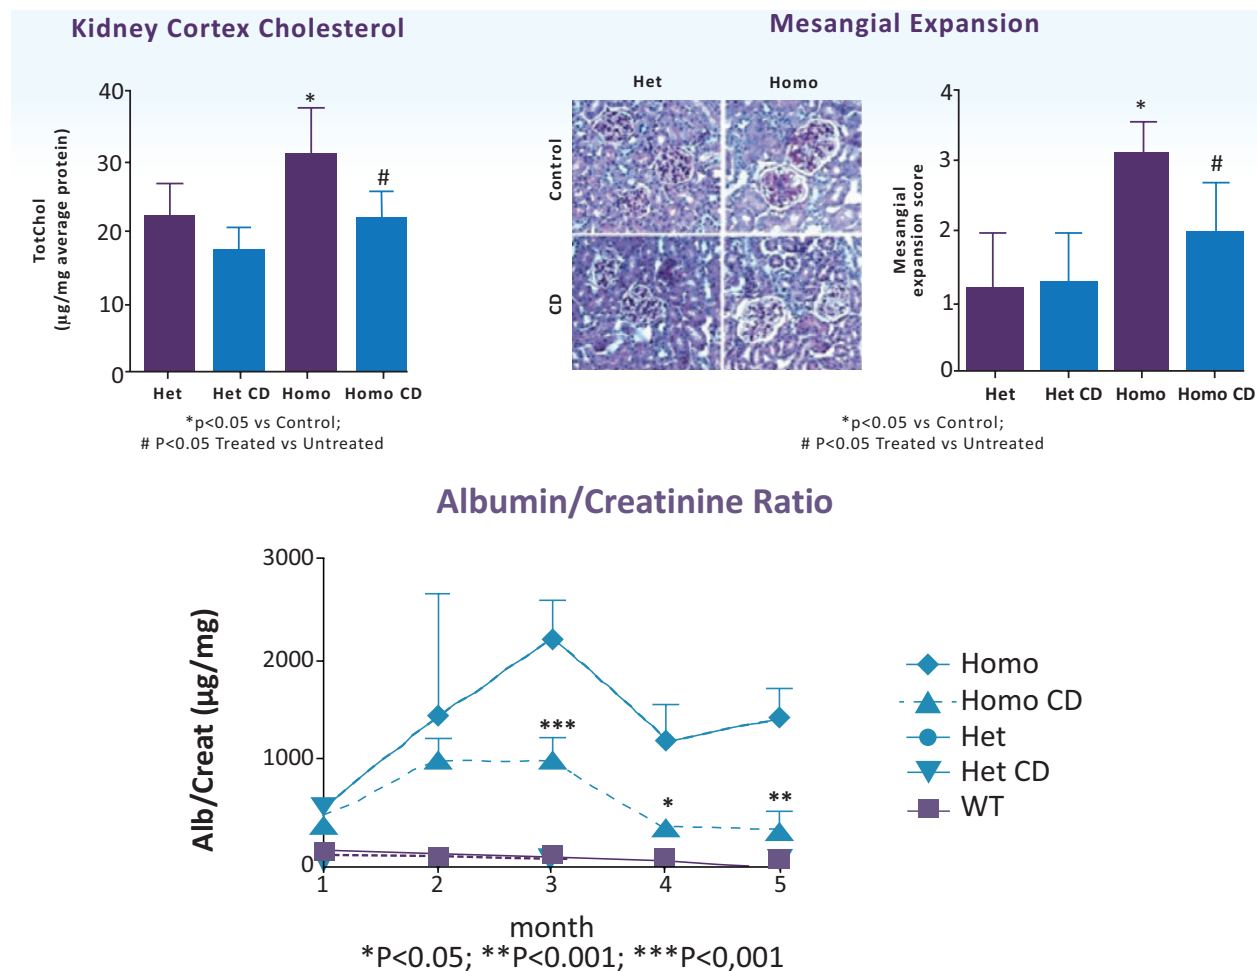 Kidney Cortex Cholesterol
TotChol
(µg/mg average protein)
40
30
20
10
0
*
#
Het
Het CD
Homo
Homo CD
*p<0.05 vs Control;
# P<0.05 Treated vs Untreated
Mesangial Expansion
Het
Homo
Control
CD
Mesangial
expansion score
4
3
2
1
0
*
#
Het
Het CD
Homo
Homo CD
*p<0.05 vs Control;
# P<0.05 Treated vs Untreated
Albumin/Creatinine Ratio
Alb/Creat (µg/mg)
3000
2000
1000
0
***
*
**
1
2
3
4
5
month
*P<0.05; **P<0.001; ***P<0,001
Homo
Homo CD
Het
Het CD
WT